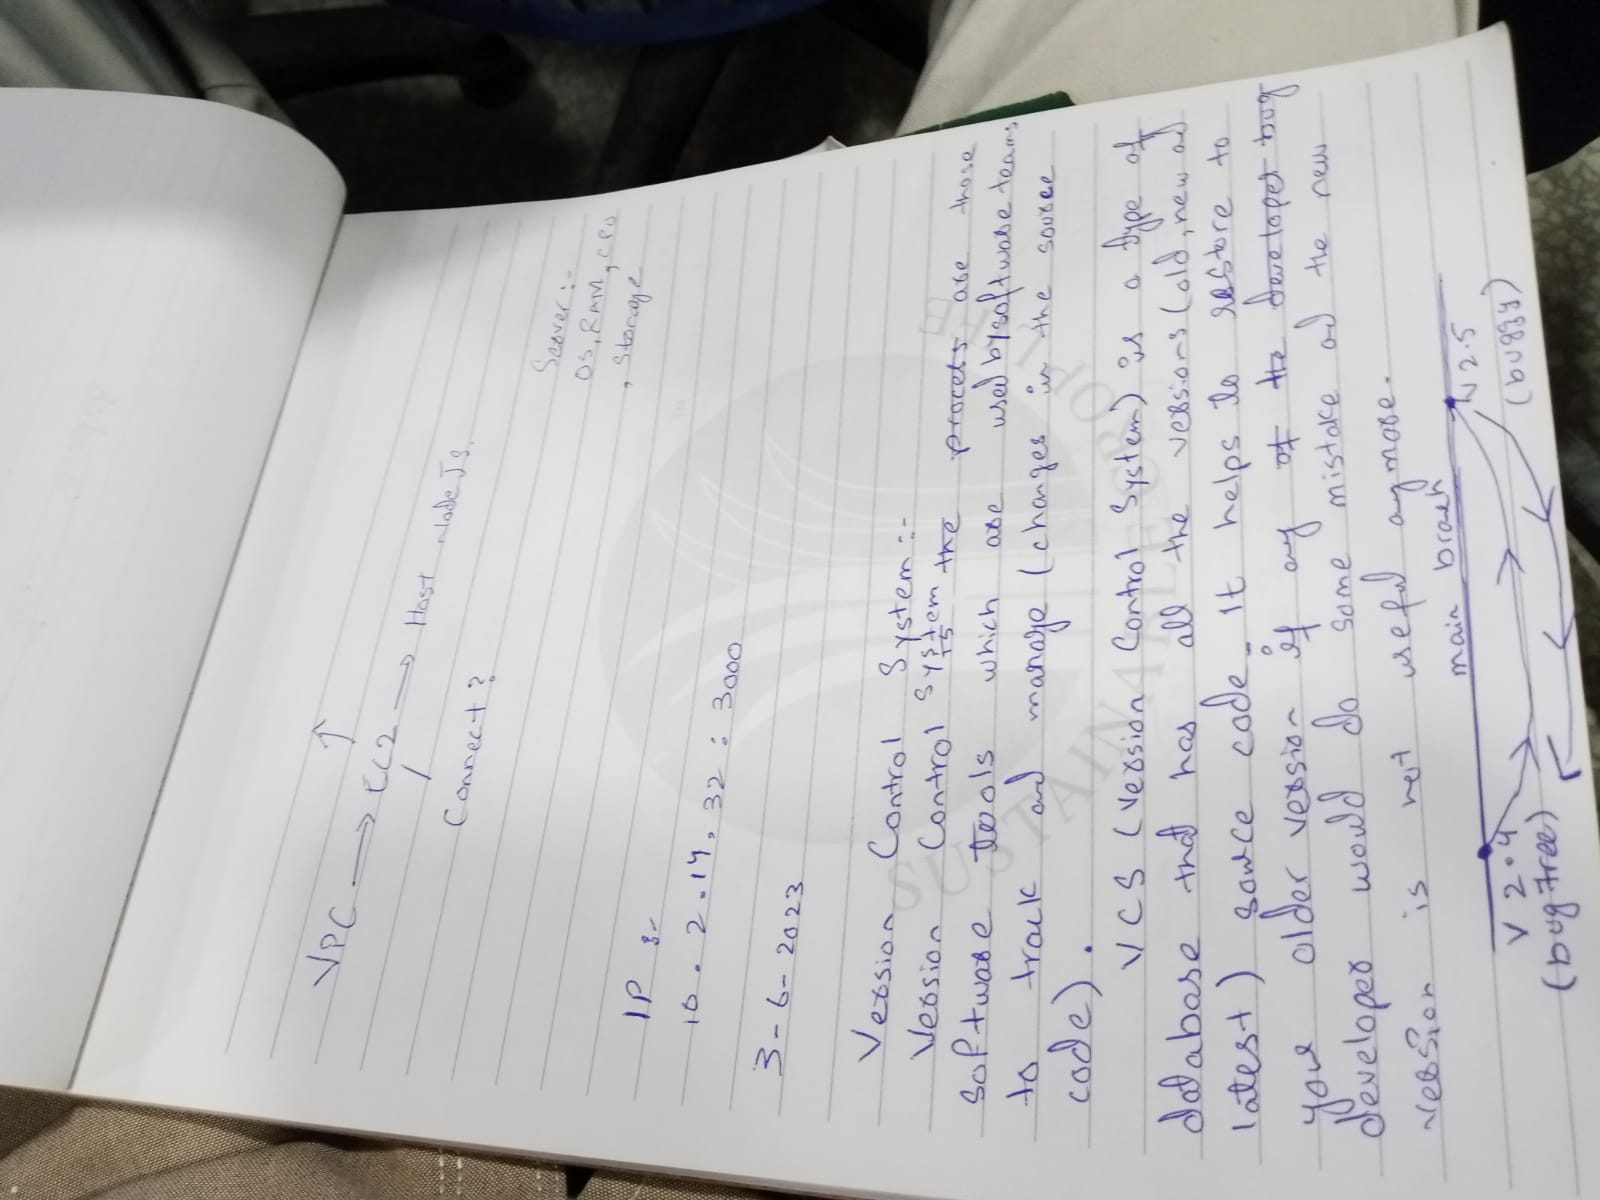 VPC → EC2 → Host Node Js.
Connect?
Scover :-
OS, RAM, CPU
, storage
IP :-
10.2.14.32 : 3000
3-6-2023
Version Control System :-
Version Control System the process are those
software tools which are used by software teams
to track and manage (changes in the source
code).
VCS (Version Control System) is a type of
database that has all the versions (old, new and
latest) source code. It helps to restore to
your older version if any of the developer bug
developer would do some mistake and the new
version is not useful anymore.
main branch
V 2.4
(bug free)
V2.5
(buggy)
SUSTAINABLE